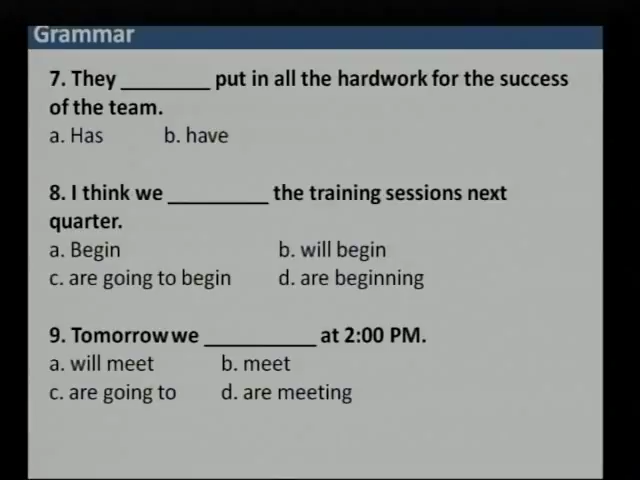 Grammar
7. They ________ put in all the hardwork for the success
of the team.
a. Has b. have
8. I think we _________ the training sessions next
quarter.
a. Begin b. will begin
c. are going to begin d. are beginning
9. Tomorrow we __________ at 2:00 PM.
a. will meet b. meet
c. are going to d. are meeting